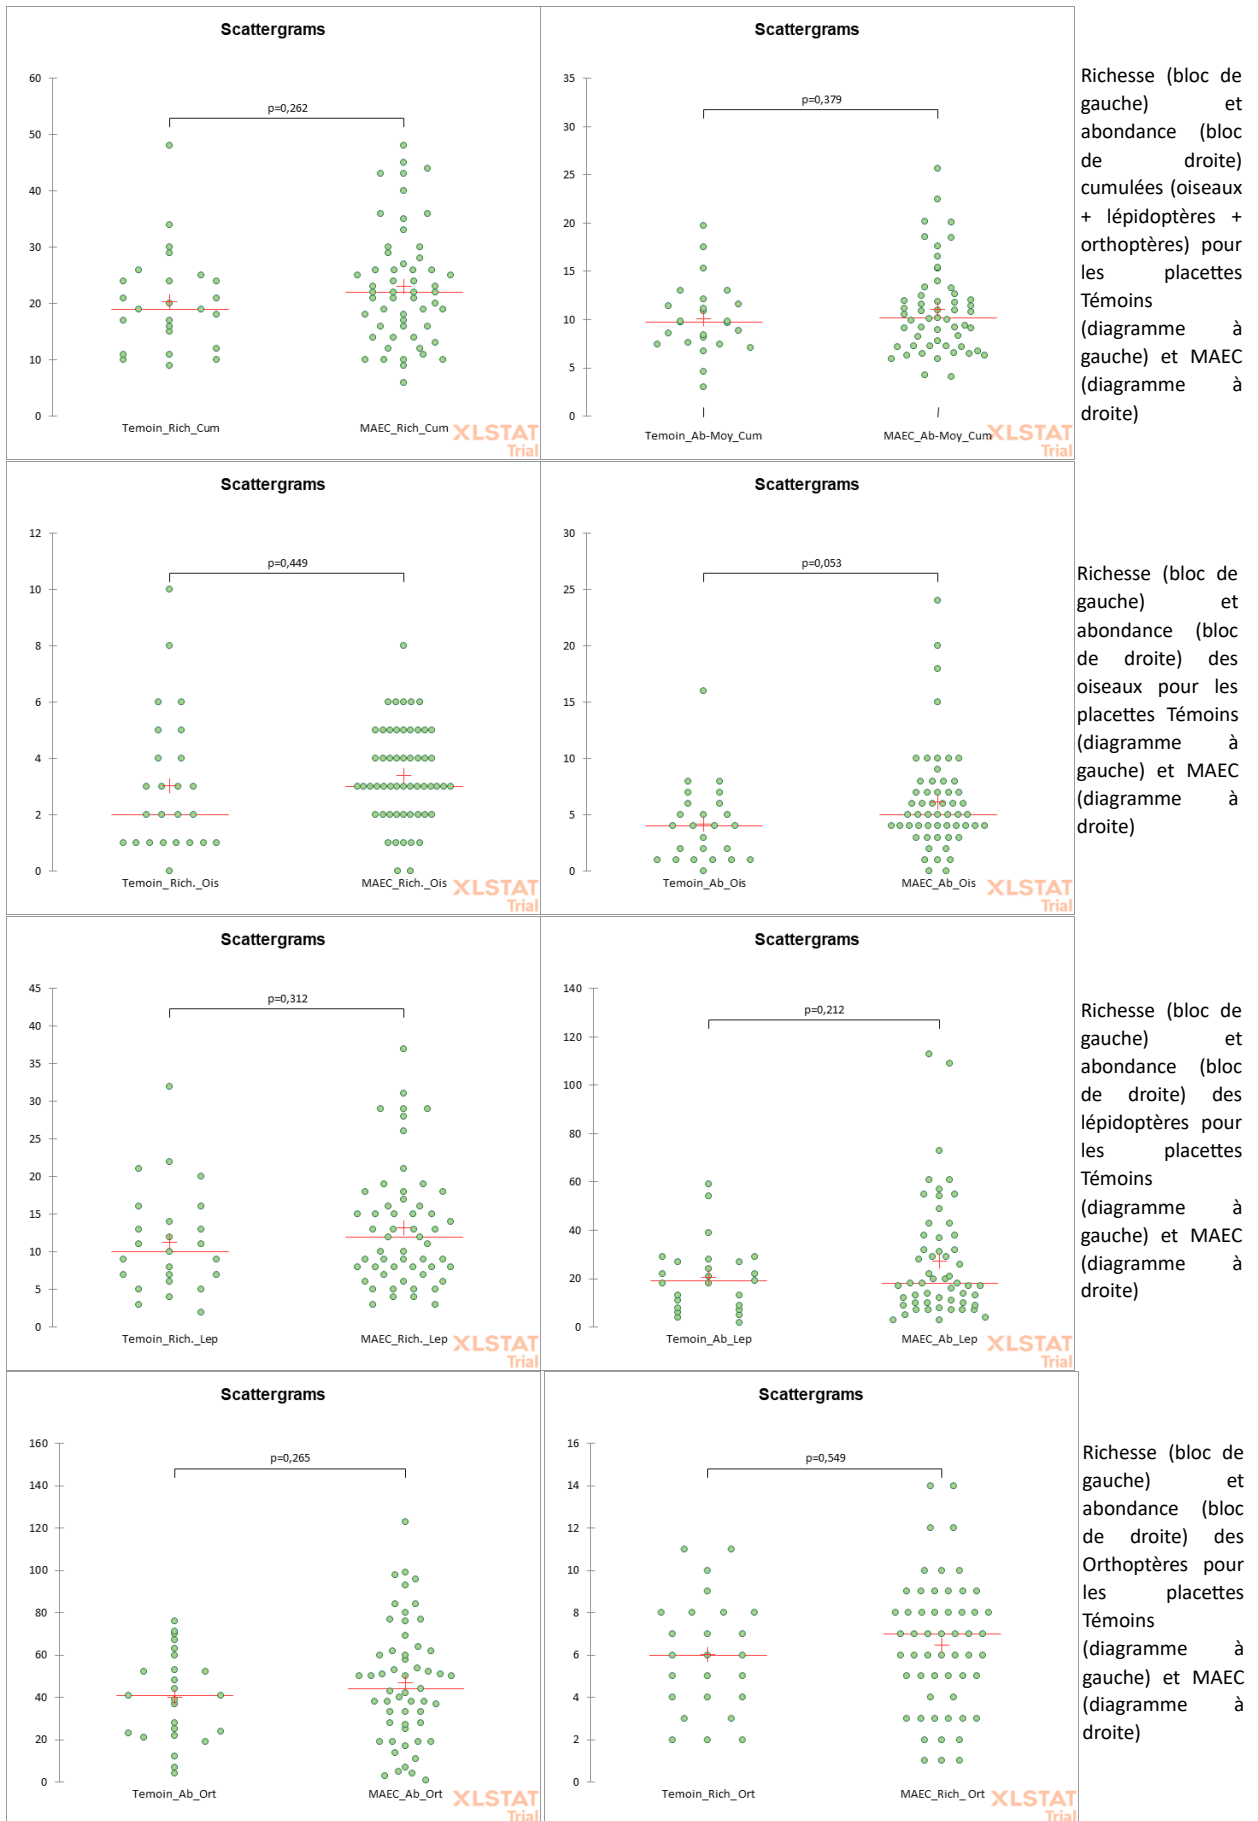 Scattergrams
60
50
40
30
20
10
0
p=0,262
Temoin_Rich_Cum
MAEC_Rich_Cum
XLSTAT
Trial
Scattergrams
35
30
25
20
15
10
5
0
p=0,379
Temoin_Ab-Moy_Cum
MAEC_Ab-Moy_Cum
XLSTAT
Trial
Richesse (bloc de
gauche) et
abondance (bloc
de droite)
cumulées (oiseaux
+ lépidoptères +
orthoptères) pour
les placettes
Témoins
(diagramme à
gauche) et MAEC
(diagramme à
droite)
Scattergrams
12
10
8
6
4
2
0
p=0,449
Temoin_Rich._Ois
MAEC_Rich._Ois
XLSTAT
Trial
Scattergrams
30
25
20
15
10
5
0
p=0,053
Temoin_Ab_Ois
MAEC_Ab_Ois
XLSTAT
Trial
Richesse (bloc de
gauche) et
abondance (bloc
de droite) des
oiseaux pour les
placettes Témoins
(diagramme à
gauche) et MAEC
(diagramme à
droite)
Scattergrams
45
40
35
30
25
20
15
10
5
0
p=0,312
Temoin_Rich._Lep
MAEC_Rich._Lep
XLSTAT
Trial
Scattergrams
140
120
100
80
60
40
20
0
p=0,212
Temoin_Ab_Lep
MAEC_Ab_Lep
XLSTAT
Trial
Richesse (bloc de
gauche) et
abondance (bloc
de droite) des
lépidoptères pour
les placettes
Témoins
(diagramme à
gauche) et MAEC
(diagramme à
droite)
Scattergrams
160
140
120
100
80
60
40
20
0
p=0,265
Temoin_Ab_Ort
MAEC_Ab_Ort
XLSTAT
Trial
Scattergrams
16
14
12
10
8
6
4
2
0
p=0,549
Temoin_Rich_Ort
MAEC_Rich_Ort
XLSTAT
Trial
Richesse (bloc de
gauche) et
abondance (bloc
de droite) des
Orthoptères pour
les placettes
Témoins
(diagramme à
gauche) et MAEC
(diagramme à
droite)